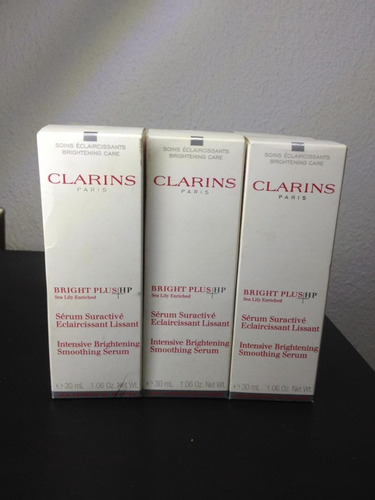 SOINS ÉCLAIRCISSANTS
BRIGHTENING CARE
CLARINS
PARIS
BRIGHT PLUS HP
Sea Lily Enriched
Sérum Suractivé
Eclaircissant Lissant
Intensive Brightening
Smoothing Serum
e 30 mL 1.06 Oz. Net Wt.
SOINS ÉCLAIRCISSANTS
BRIGHTENING CARE
CLARINS
PARIS
BRIGHT PLUS HP
Sea Lily Enriched
Sérum Suractivé
Eclaircissant Lissant
Intensive Brightening
Smoothing Serum
e 30 mL 1.06 Oz. Net Wt.
SOINS ÉCLAIRCISSANTS
BRIGHTENING CARE
CLARINS
PARIS
BRIGHT PLUS HP
Sea Lily Enriched
Sérum Suractivé
Eclaircissant Lissant
Intensive Brightening
Smoothing Serum
e 30 mL 1.06 Oz. Net Wt.